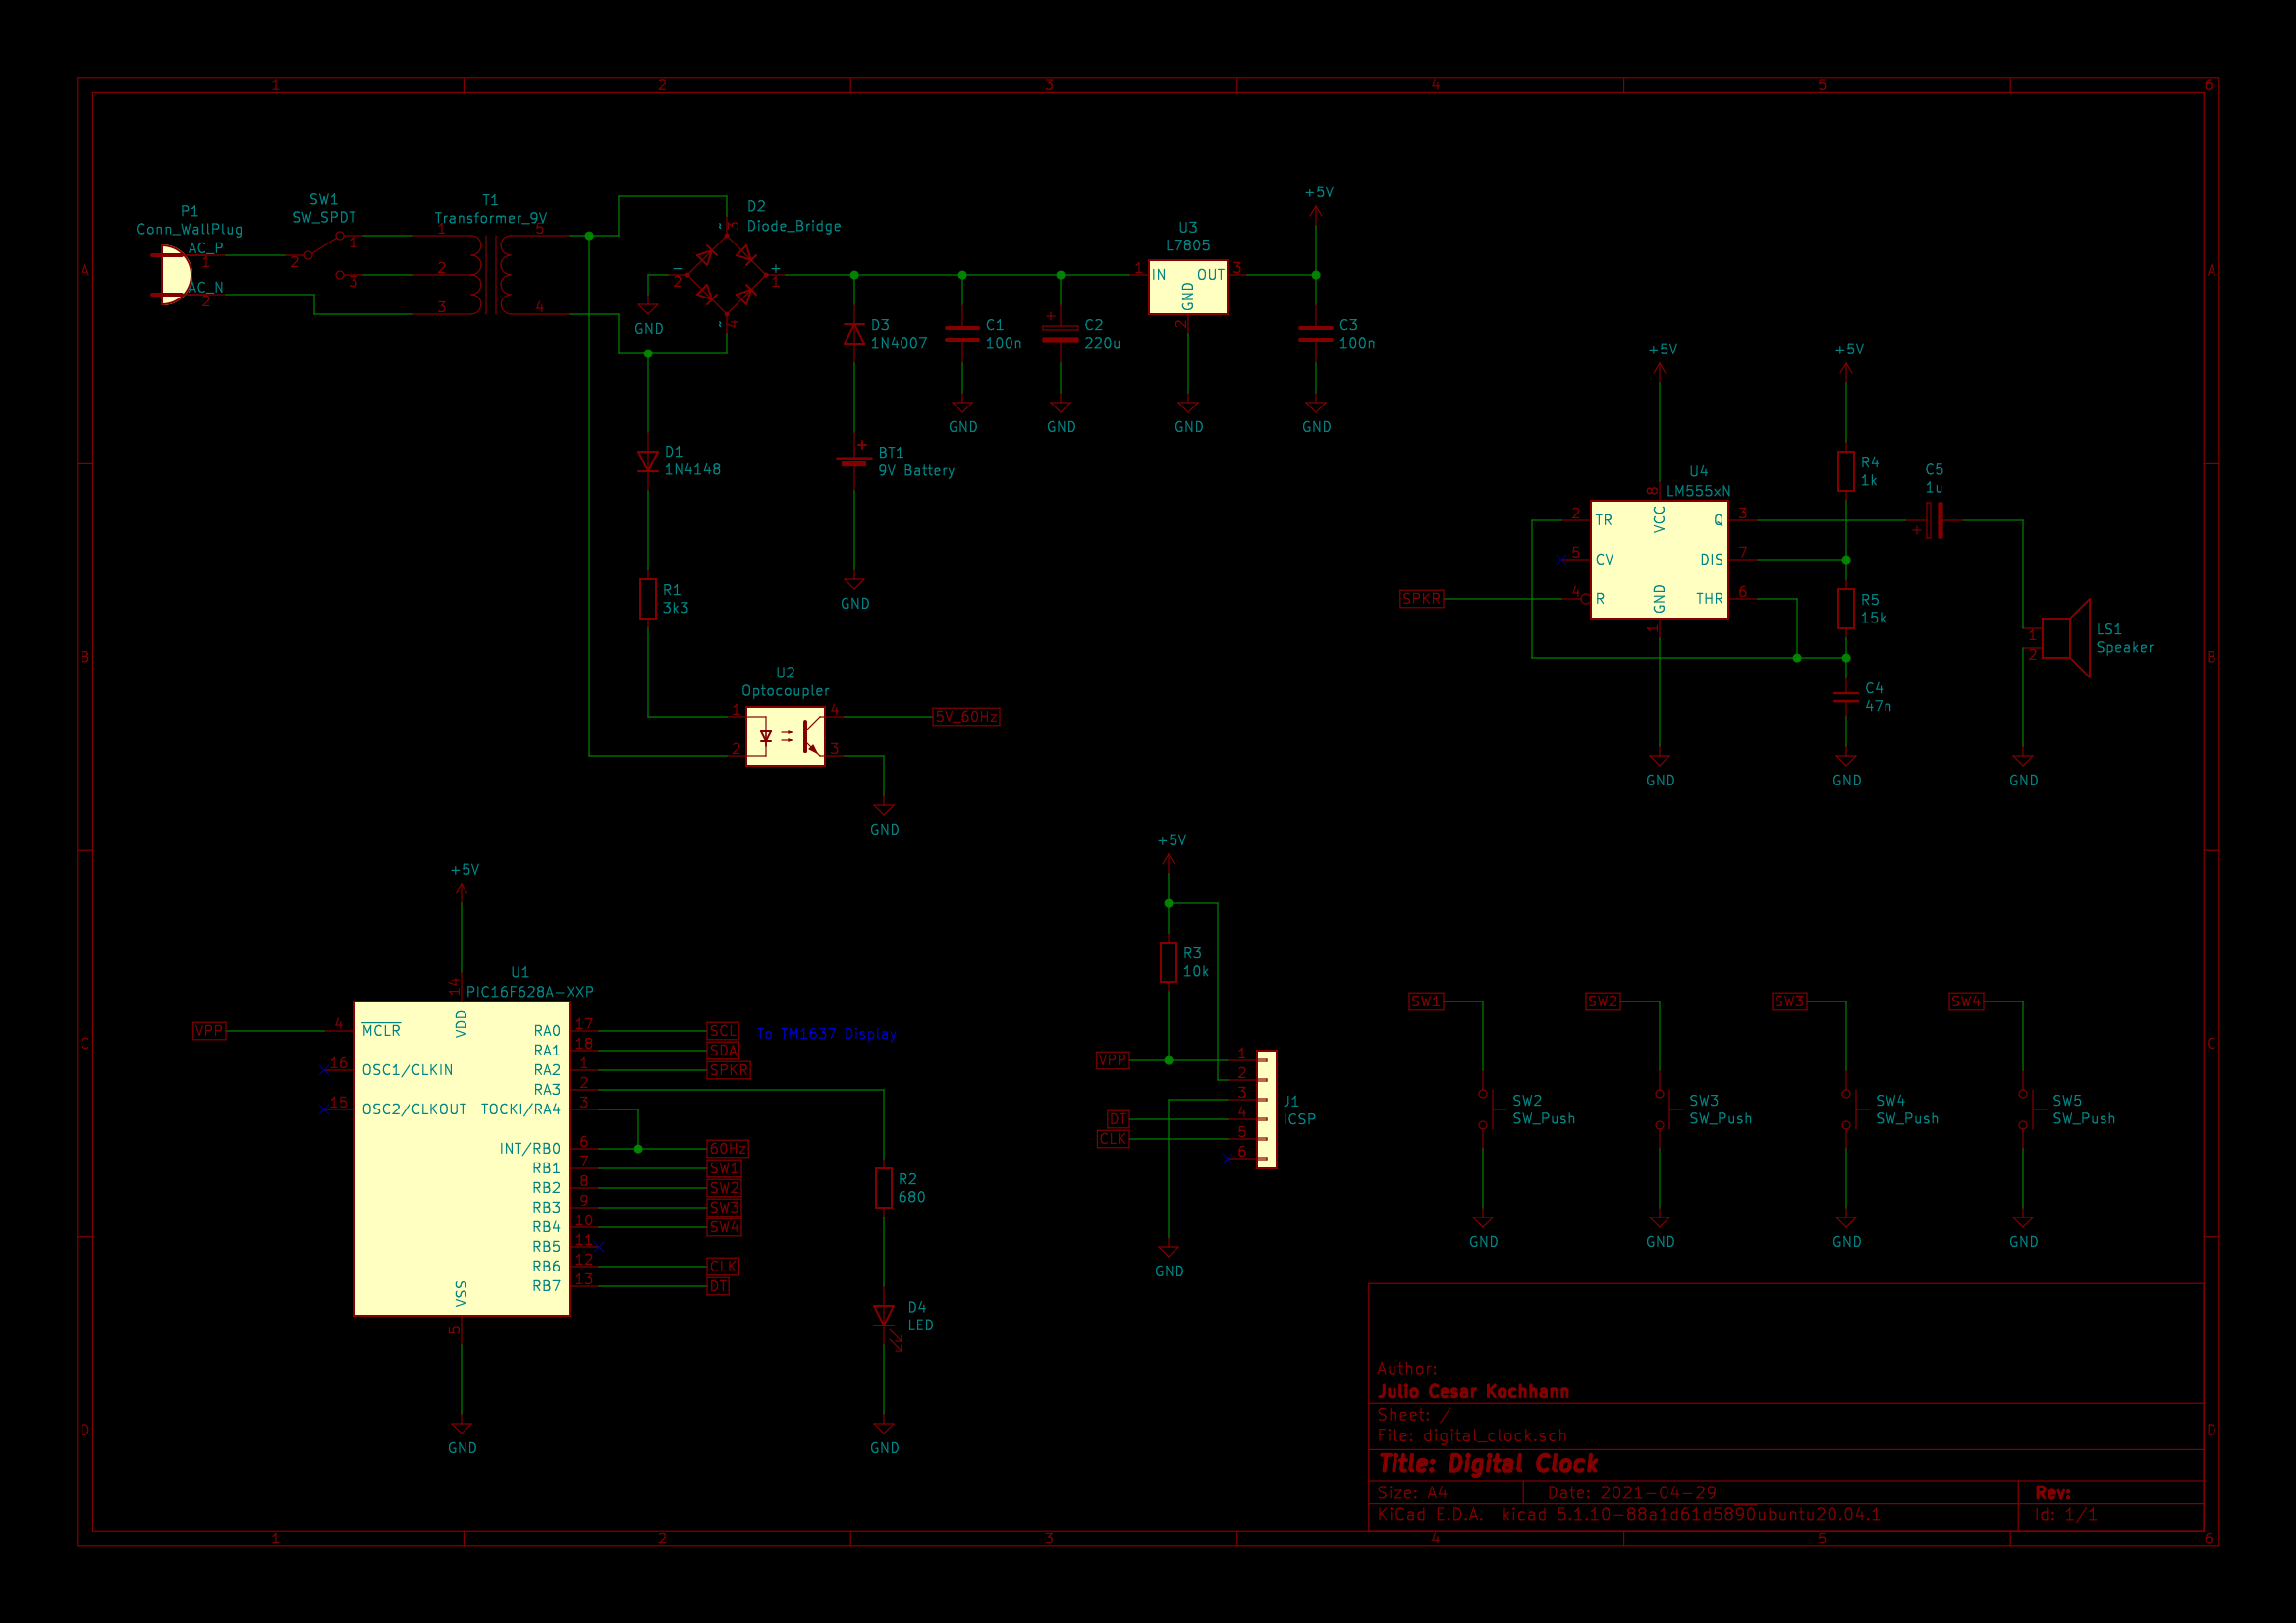 1 2 3 4 5 6
A
B
C
D
A
B
C
D
1 2 3 4 5 6
P1
Conn_WallPlug
AC_P
1
AC_N
2
SW1
SW_SPDT
2
1
3
T1
Transformer_9V
1
2
3
5
4
D2
Diode_Bridge
~
3
−
2
+
1
~
4
GND
D3
1N4007
C1
100n
+
C2
220u
U3
L7805
1
IN
OUT
3
GND
2
+5V
C3
100n
GND
GND
GND
GND
D1
1N4148
+
BT1
9V Battery
GND
R1
3k3
U2
Optocoupler
1
2
4
3
5V_60Hz
GND
+5V
+5V
U4
LM555xN
8
VCC
2
TR
5
CV
4
R
GND
1
Q
3
DIS
7
THR
6
SPKR
R4
1k
R5
15k
C4
47n
C5
1u
+
LS1
Speaker
1
2
GND
GND
GND
+5V
U1
PIC16F628A-XXP
14
VDD
VPP
4
MCLR
16
OSC1/CLKIN
15
OSC2/CLKOUT
RA0
17
SCL
To TM1637 Display
RA1
18
SDA
RA2
1
SPKR
RA3
2
TOCKI/RA4
3
INT/RB0
6
60Hz
RB1
7
SW1
RB2
8
SW2
RB3
9
SW3
RB4
10
SW4
RB5
11
RB6
12
CLK
RB7
13
DT
VSS
5
GND
R2
680
D4
LED
GND
+5V
R3
10k
VPP
DT
CLK
1
2
3
4
5
6
J1
ICSP
GND
SW1
SW2
SW_Push
GND
SW2
SW3
SW_Push
GND
SW3
SW4
SW_Push
GND
SW4
SW5
SW_Push
GND
Author:
Julio Cesar Kochhann
Sheet: /
File: digital_clock.sch
Title: Digital Clock
Size: A4
Date: 2021-04-29
Rev:
KiCad E.D.A. kicad 5.1.10-88a1d61d5890ubuntu20.04.1
Id: 1/1